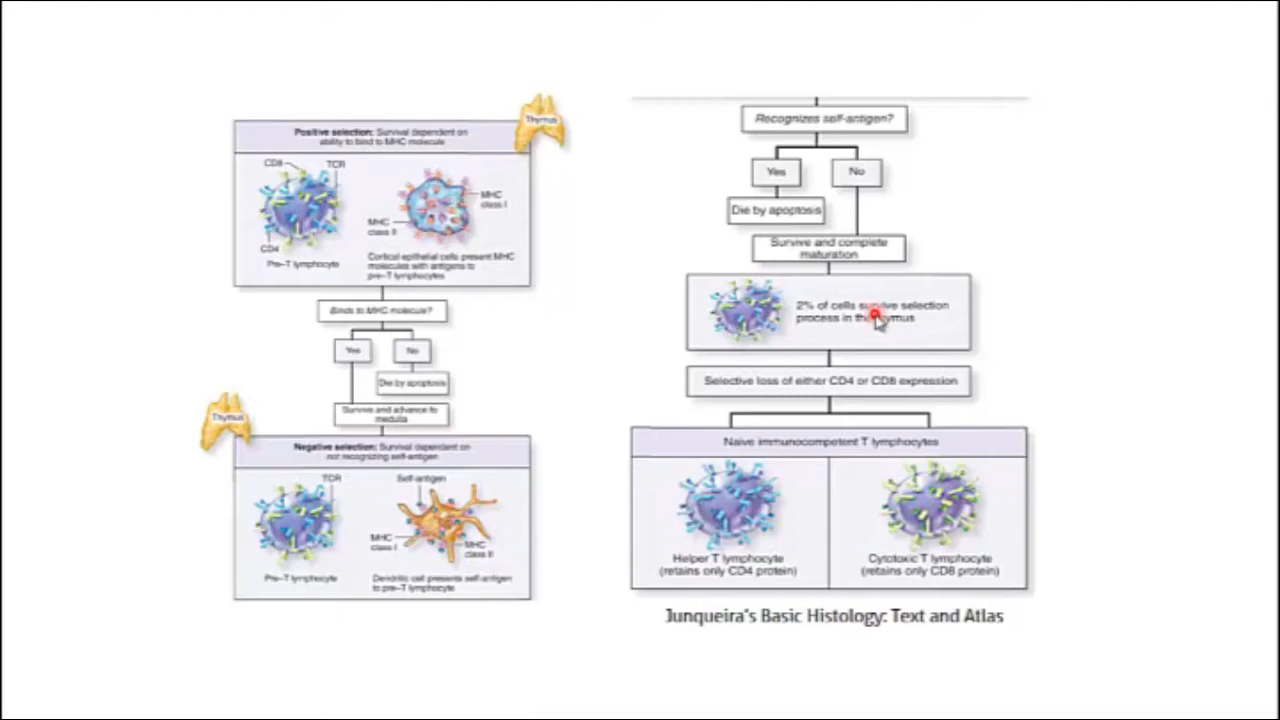 Thymus
Positive selection: Survival dependent on
ability to bind to MHC molecule
CD8
TCR
MHC
class I
MHC
class II
CD4
Pre–T lymphocyte
Cortical epithelial cells present MHC
molecules with antigens to
pre–T lymphocytes
Binds to MHC molecule?
Yes
No
Die by apoptosis
Survive and advance to
medulla
Thymus
Negative selection: Survival dependent on
not recognizing self-antigen
TCR
Self-antigen
MHC
class I
MHC
class II
Pre–T lymphocyte
Dendritic cell presents self-antigen
to pre–T lymphocyte
Recognizes self-antigen?
Yes
No
Die by apoptosis
Survive and complete
maturation
2% of cells survive selection
process in the thymus
Selective loss of either CD4 or CD8 expression
Naive immunocompetent T lymphocytes
Helper T lymphocyte
(retains only CD4 protein)
Cytotoxic T lymphocyte
(retains only CD8 protein)
Junqueira's Basic Histology: Text and Atlas